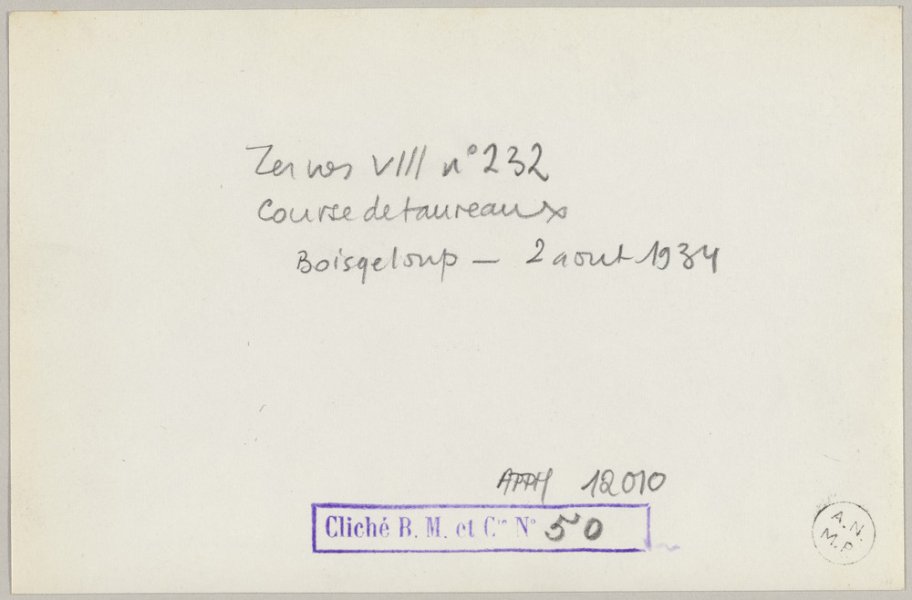 Zervos VIII n° 232
Course de taureaux
Boisgeloup — 2 aout 1934
APPH 12010
Cliché B. M. et Cie N° 50
A. N.
M. P.